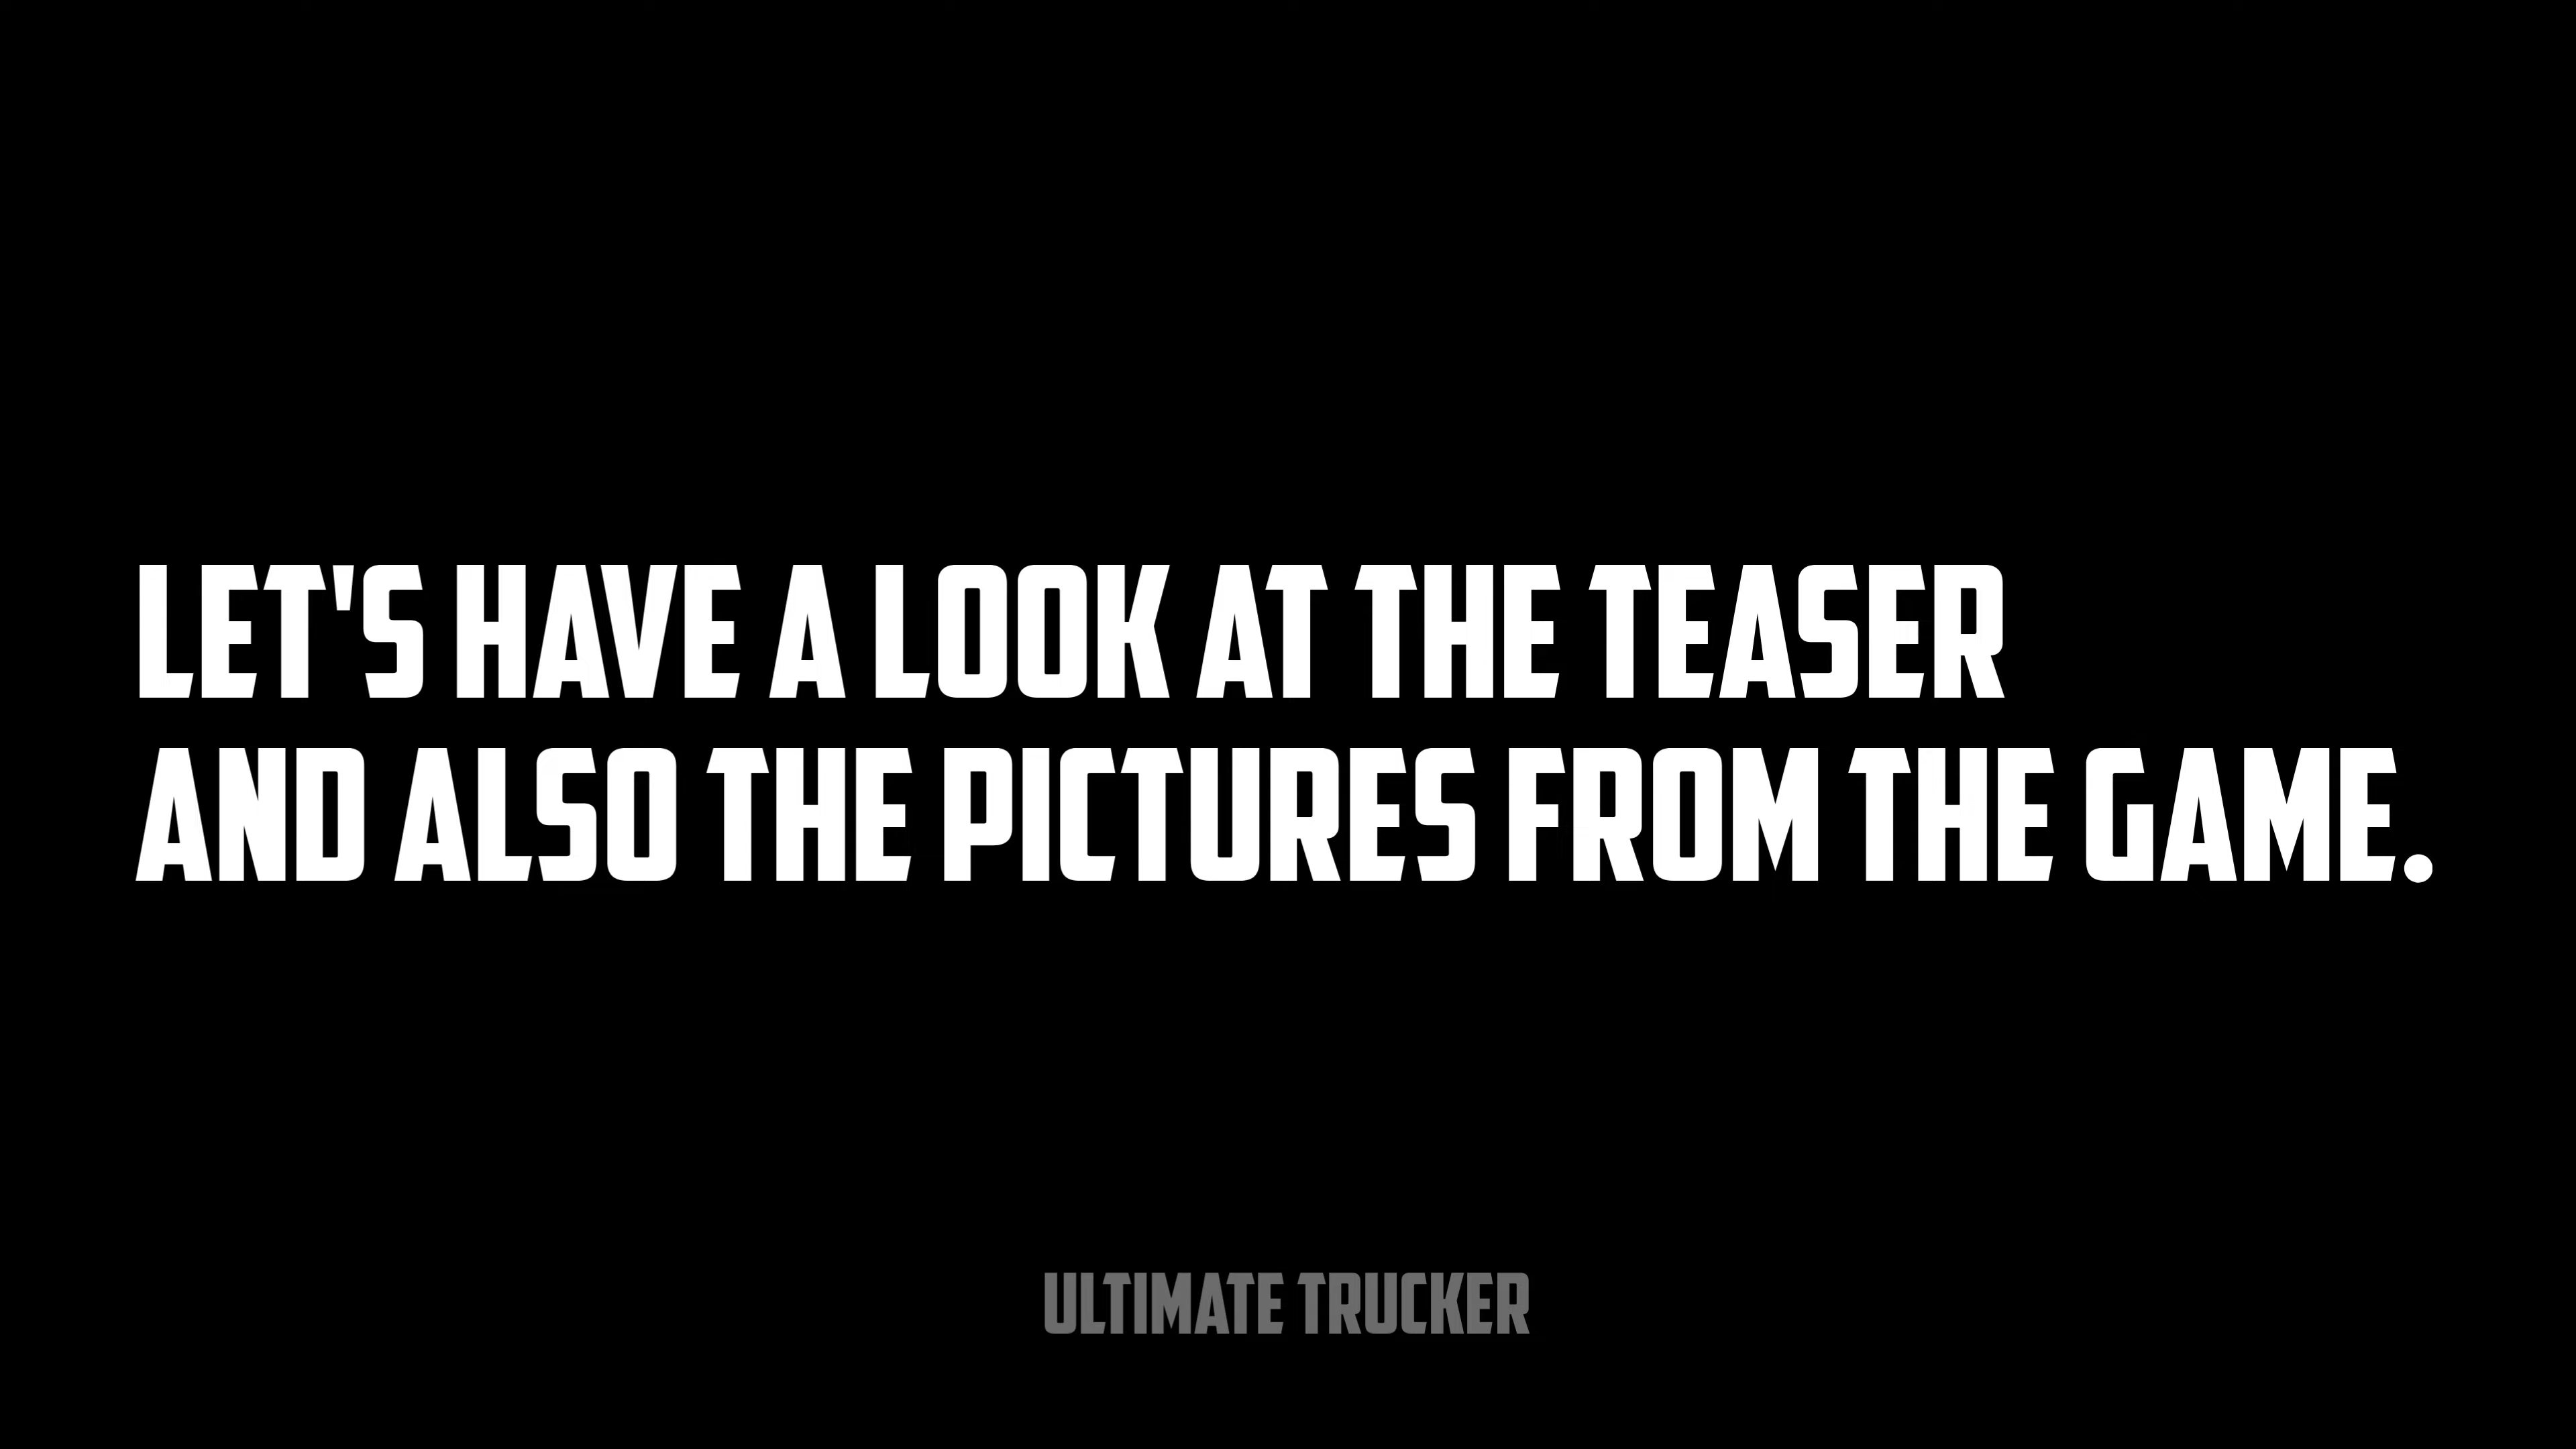 LET'S HAVE A LOOK AT THE TEASER
AND ALSO THE PICTURES FROM THE GAME.
ULTIMATE TRUCKER